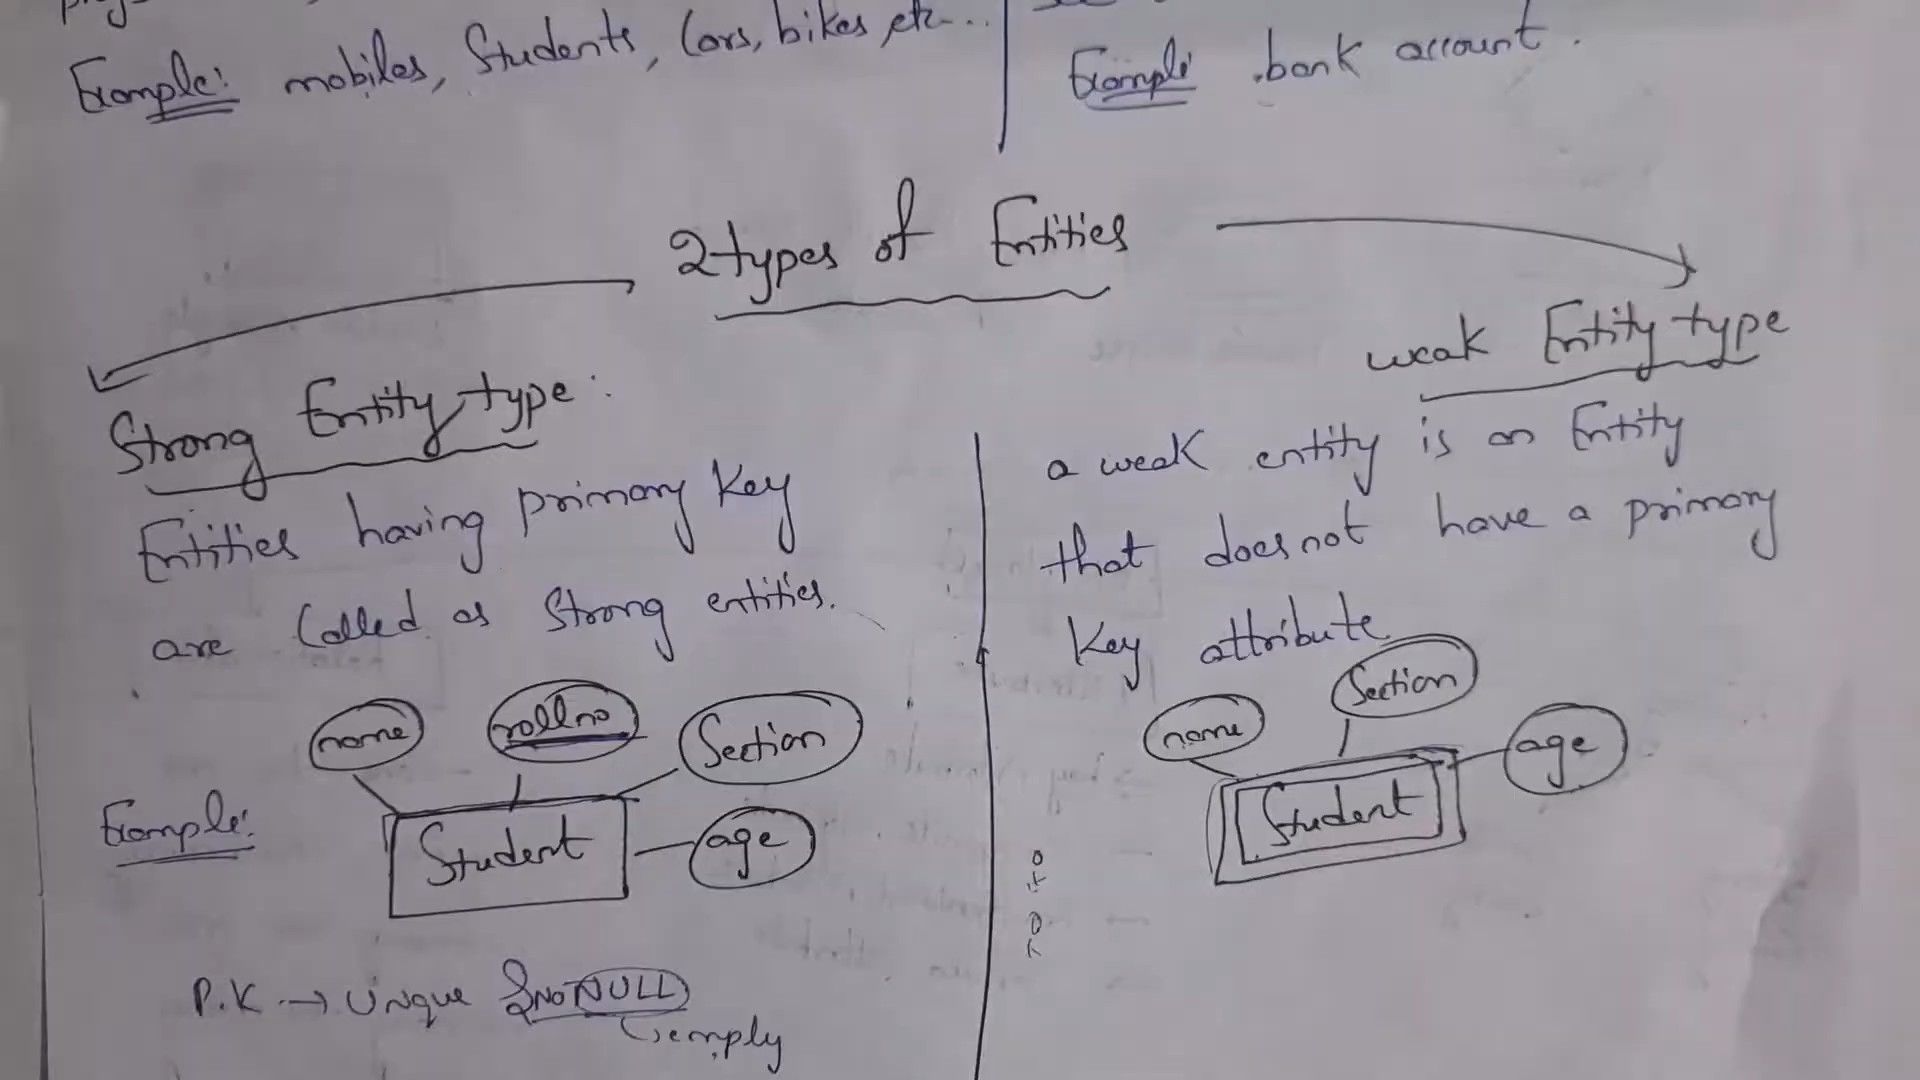 Example: mobiles, Students, Cars, bikes, etc...
Example: bank account.
2 types of Entities
Strong Entity type:
Entities having primary Key
are Called as Strong entities.
name
rollno
Section
Example:
Student
age
P.K → Uinque & NOT NULL
emply
weak Entity type
a weak entity is an Entity
that does not have a primary
Key attribute
Section
name
age
Student